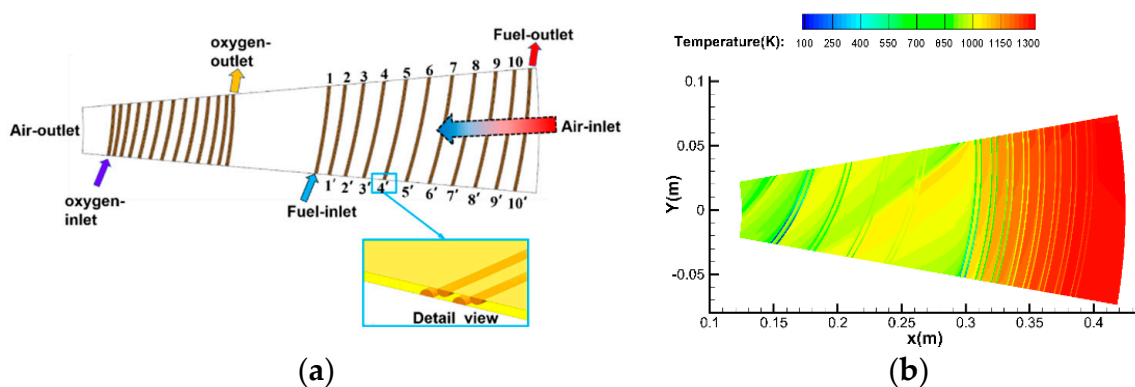 oxygen-
outlet
Fuel-outlet
1 2 3 4 5 6 7 8 9 10
Air-outlet
Air-inlet
oxygen-
inlet
Fuel-inlet
1′ 2′ 3′ 4′ 5′ 6′ 7′ 8′ 9′ 10′
Detail view
(a)
Temperature(K): 100 250 400 550 700 850 1000 1150 1300
Y(m)
0.1
0.05
0
-0.05
0.1 0.15 0.2 0.25 0.3 0.35 0.4
x(m)
(b)